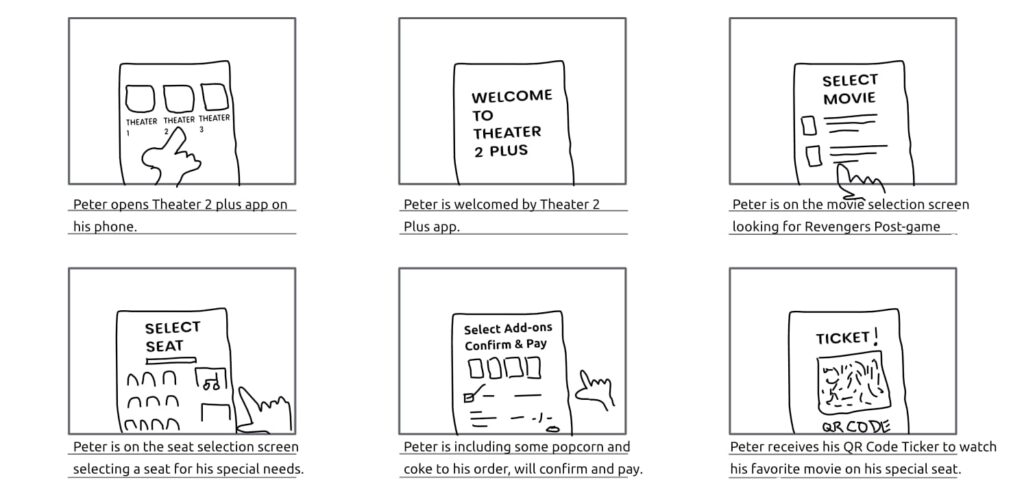 THEATER THEATER THEATER
1 2 3
Peter opens Theater 2 plus app on
his phone.
WELCOME
TO
THEATER
2 PLUS
Peter is welcomed by Theater 2
Plus app.
SELECT
MOVIE
Peter is on the movie selection screen
looking for Revengers Post-game
SELECT
SEAT
Peter is on the seat selection screen
selecting a seat for his special needs.
Select Add-ons
Confirm & Pay
Peter is including some popcorn and
coke to his order, will confirm and pay.
TICKET!
QR CODE
Peter receives his QR Code Ticker to watch
his favorite movie on his special seat.